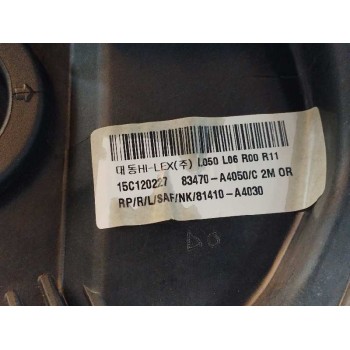 대동HI-LEX(주) L050 L06 R00 R11
15C120227 83470-A4050/C 2M OR
RP/R/L/SAF/NK/81410-A4030